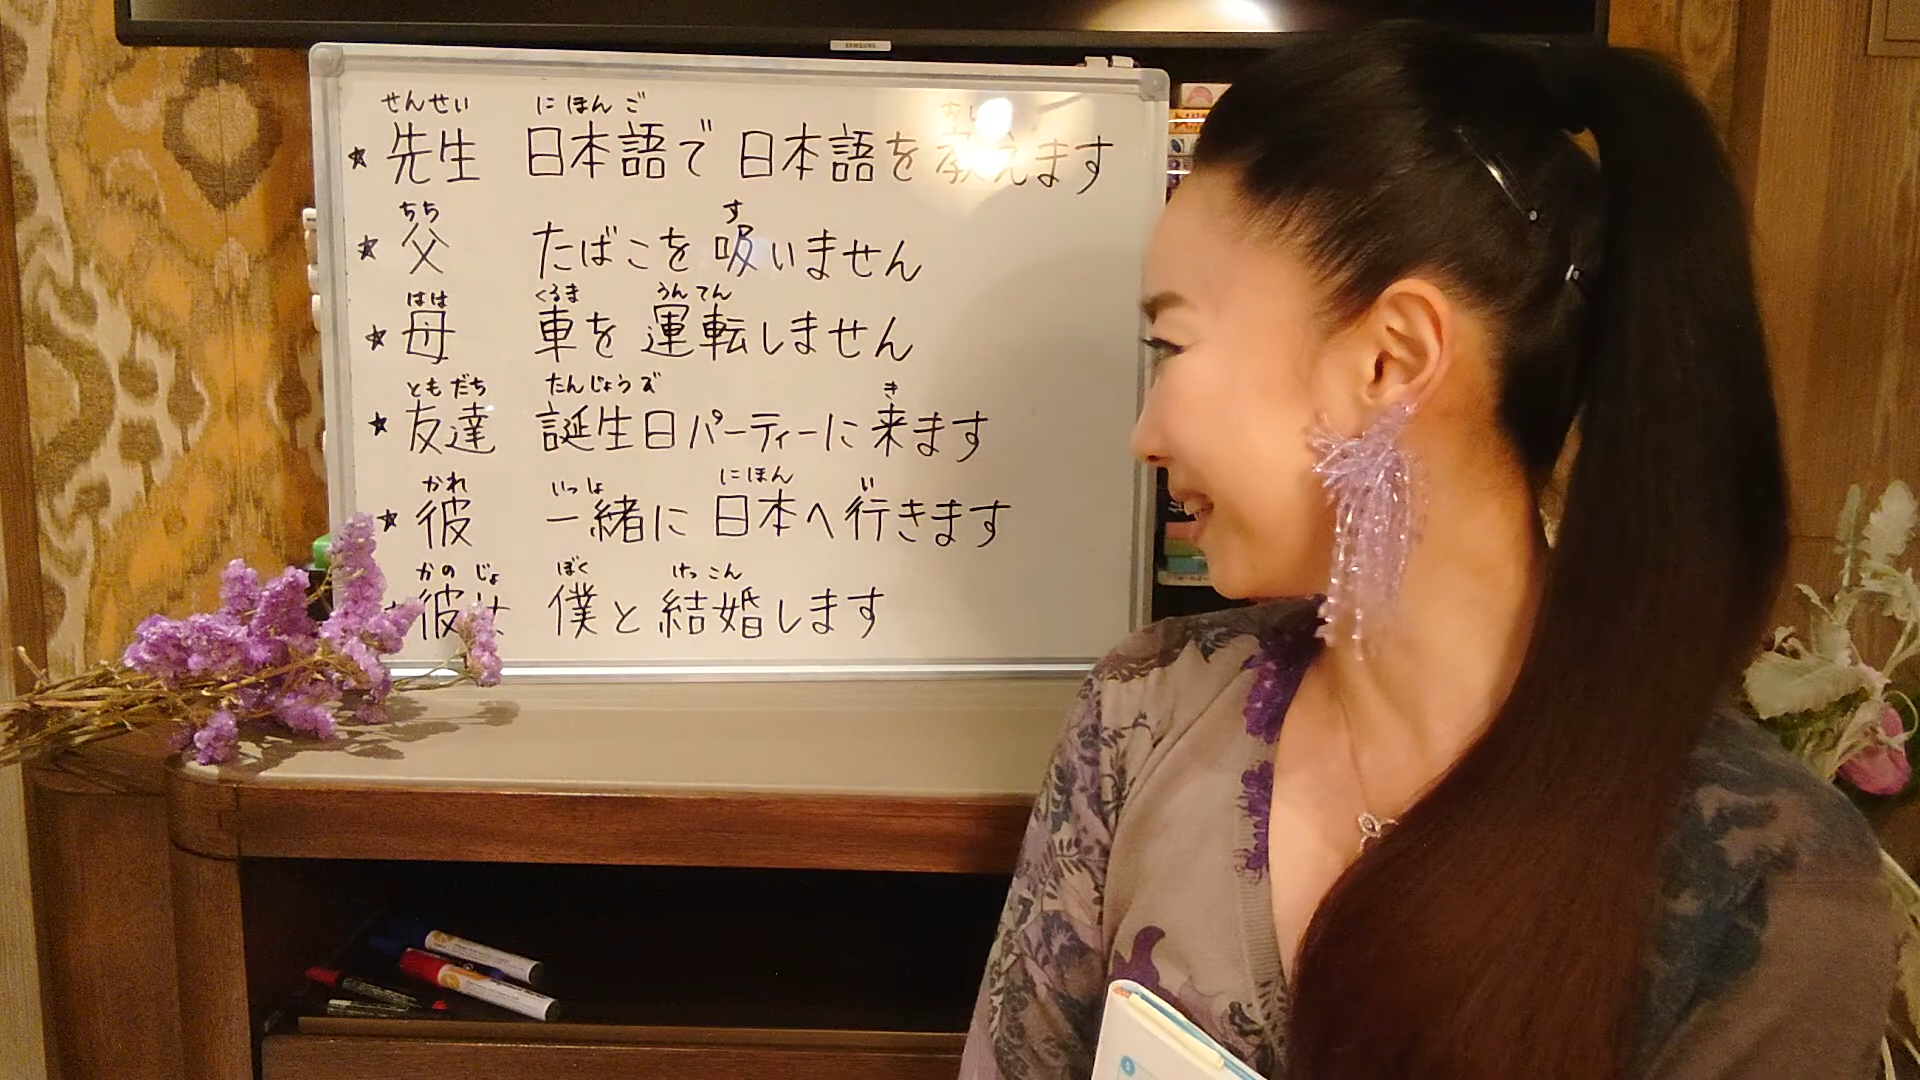 SAMSUNG
せんせい にほんご おし
★先生 日本語で 日本語を教えます
ちち す
★父 たばこを吸いません
はは くるま うんてん
★母 車を運転しません
ともだち たんじょうび き
★友達 誕生日パーティーに来ます
かれ いっしょ にほん い
★彼 一緒に日本へ行きます
かのじょ ぼく けっこん
★彼女 僕と結婚します